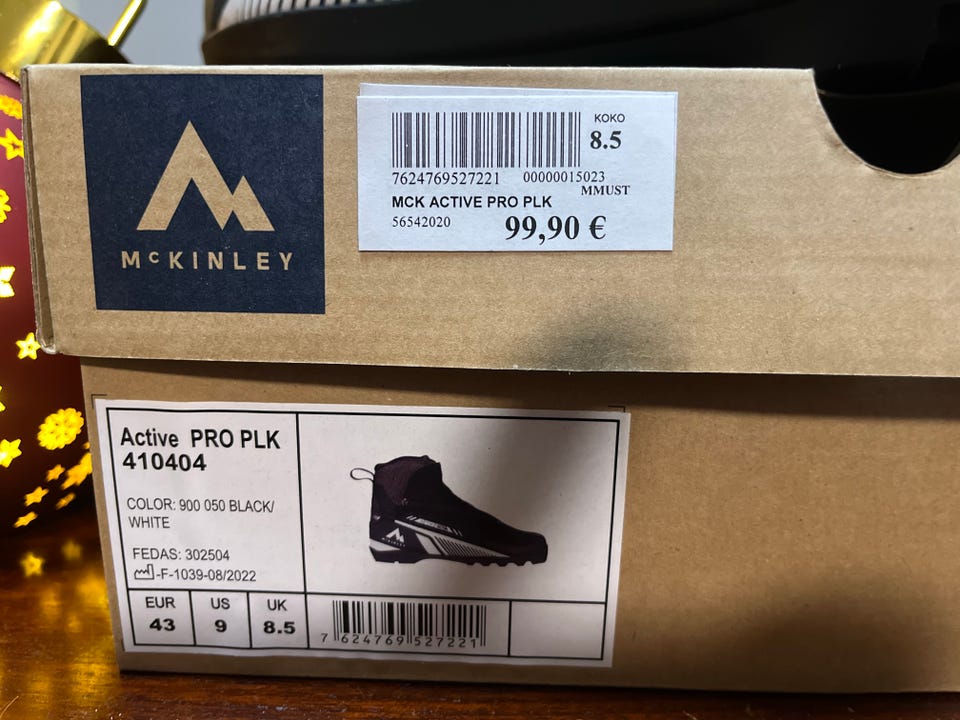 McKINLEY
KOKO
8.5
7624769527221 00000015023
MMUST
MCK ACTIVE PRO PLK
56542020
99,90 €
Active PRO PLK
410404
COLOR: 900 050 BLACK/
WHITE
FEDAS: 302504
-F-1039-08/2022
EUR US UK
43 9 8.5
7 624769 527221
McKINLEY